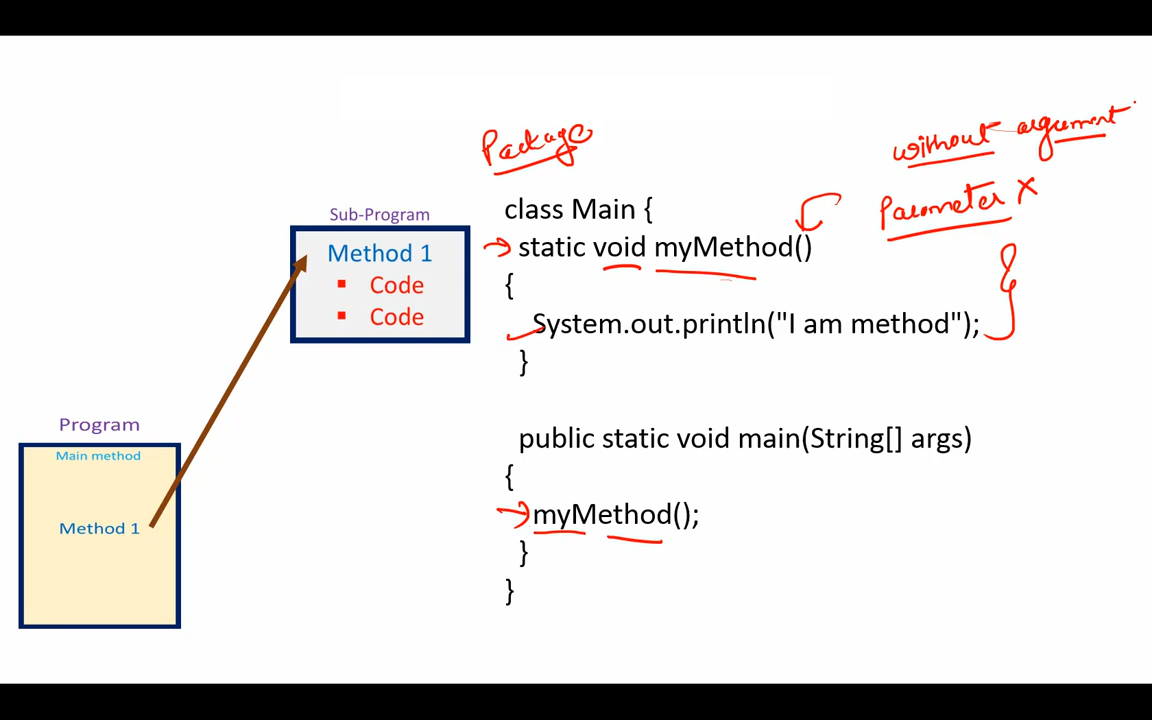 Package
without argument
Parameter X
class Main {
static void myMethod()
{
System.out.println("I am method");
}
public static void main(String[] args)
{
myMethod();
}
}
Sub-Program
Method 1
▪ Code
▪ Code
Program
Main method
Method 1